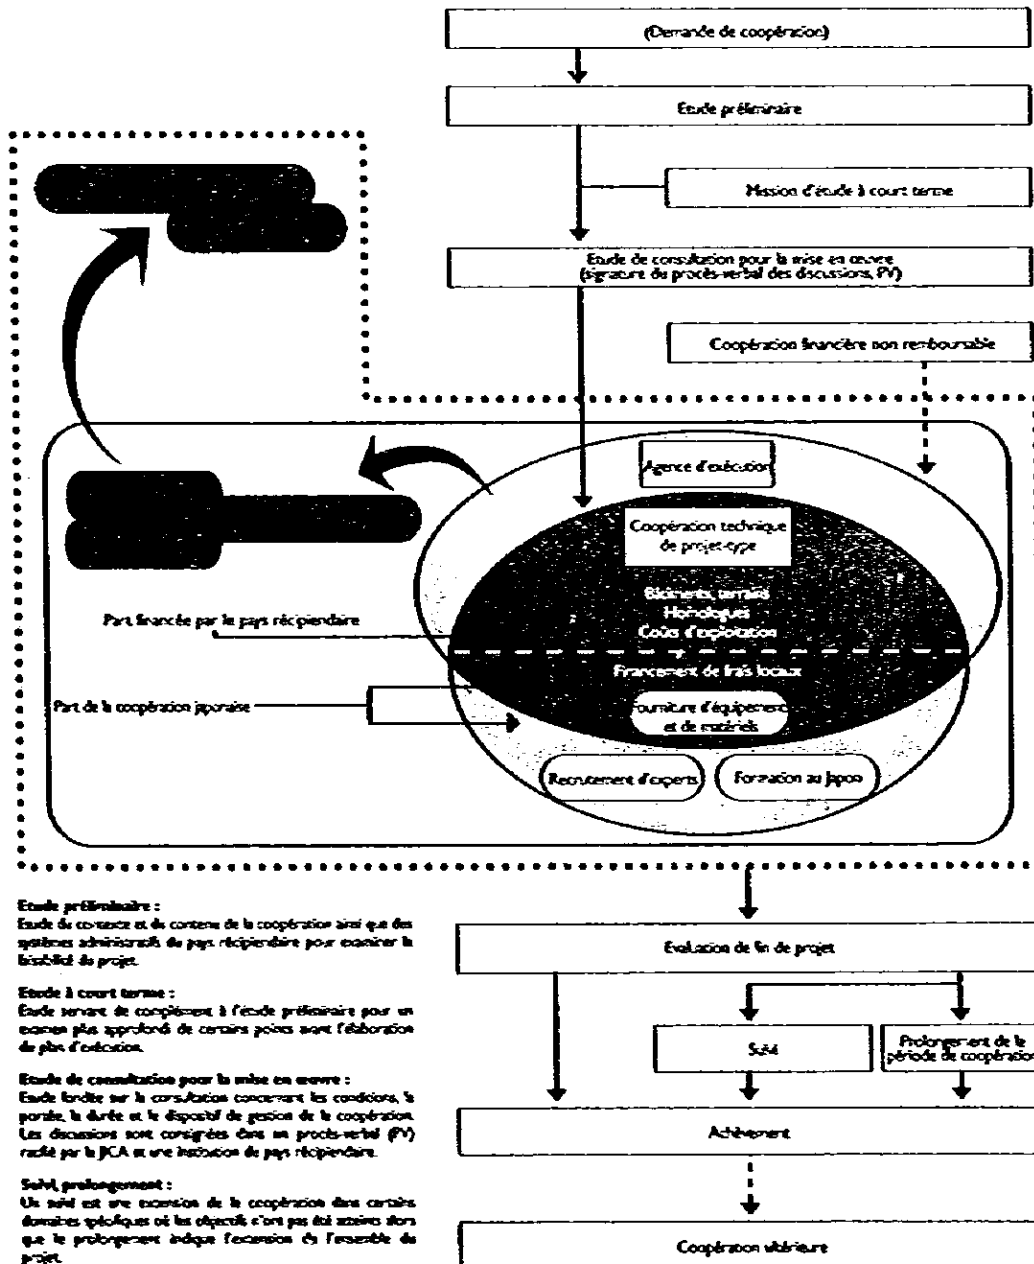 (Demande de coopération)
Etude préliminaire
Mission d'étude à court terme
Etude de consultation pour la mise en œuvre
(signature du procès-verbal des discussions, PV)
Coopération financière non remboursable
Agence d'exécution
Coopération technique
de projet-type
Bâtiments, terrains
Homologues
Coûts d'exploitation
Part financée par le pays récipiendaire
Financement de frais locaux
Part de la coopération japonaise
Fourniture d'équipement
et de matériels
Recrutement d'experts
Formation au Japon
Etude préliminaire :
Etude du contexte et du contenu de la coopération ainsi que des
systèmes administratifs du pays récipiendaire pour examiner la
faisabilité du projet.
Etude à court terme :
Etude servant de complément à l'étude préliminaire pour un
examen plus approfondi de certains points avant l'élaboration
de plan d'exécution.
Etude de consultation pour la mise en œuvre :
Etude fondée sur la consultation concernant les conditions, la
portée, la durée et le dispositif de gestion de la coopération.
Les discussions sont consignées dans un procès-verbal (PV)
ratifié par la JICA et une institution du pays récipiendaire.
Suivi, prolongement :
Un suivi est une extension de la coopération dans certains
domaines spécifiques où les objectifs n'ont pas été atteints alors
que le prolongement indique l'extension de l'ensemble du
projet.
Evaluation de fin de projet
Suivi
Prolongement de la
période de coopération
Achèvement
Coopération ultérieure